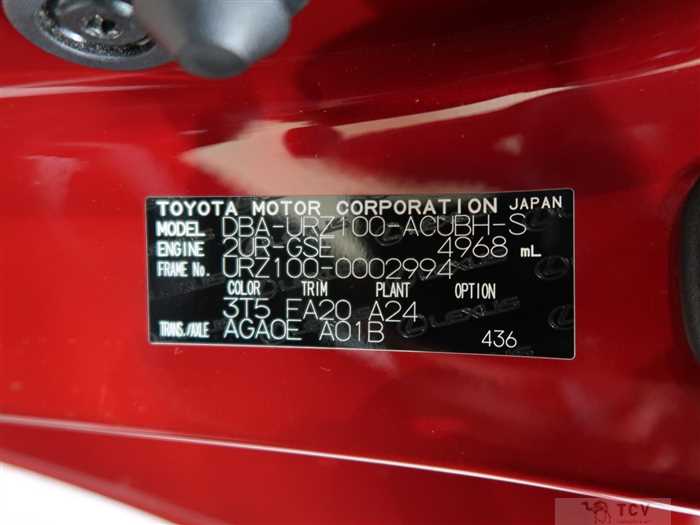 TOYOTA MOTOR CORPORATION JAPAN
MODEL DBA-URZ100-ACUBH-S
ENGINE 2UR-GSE 4968 mL
FRAME No. URZ100-0002994
COLOR TRIM PLANT OPTION
3T5 EA20 A24
TRANS./AXLE AGA0E A01B 436
LEXUS
TCV